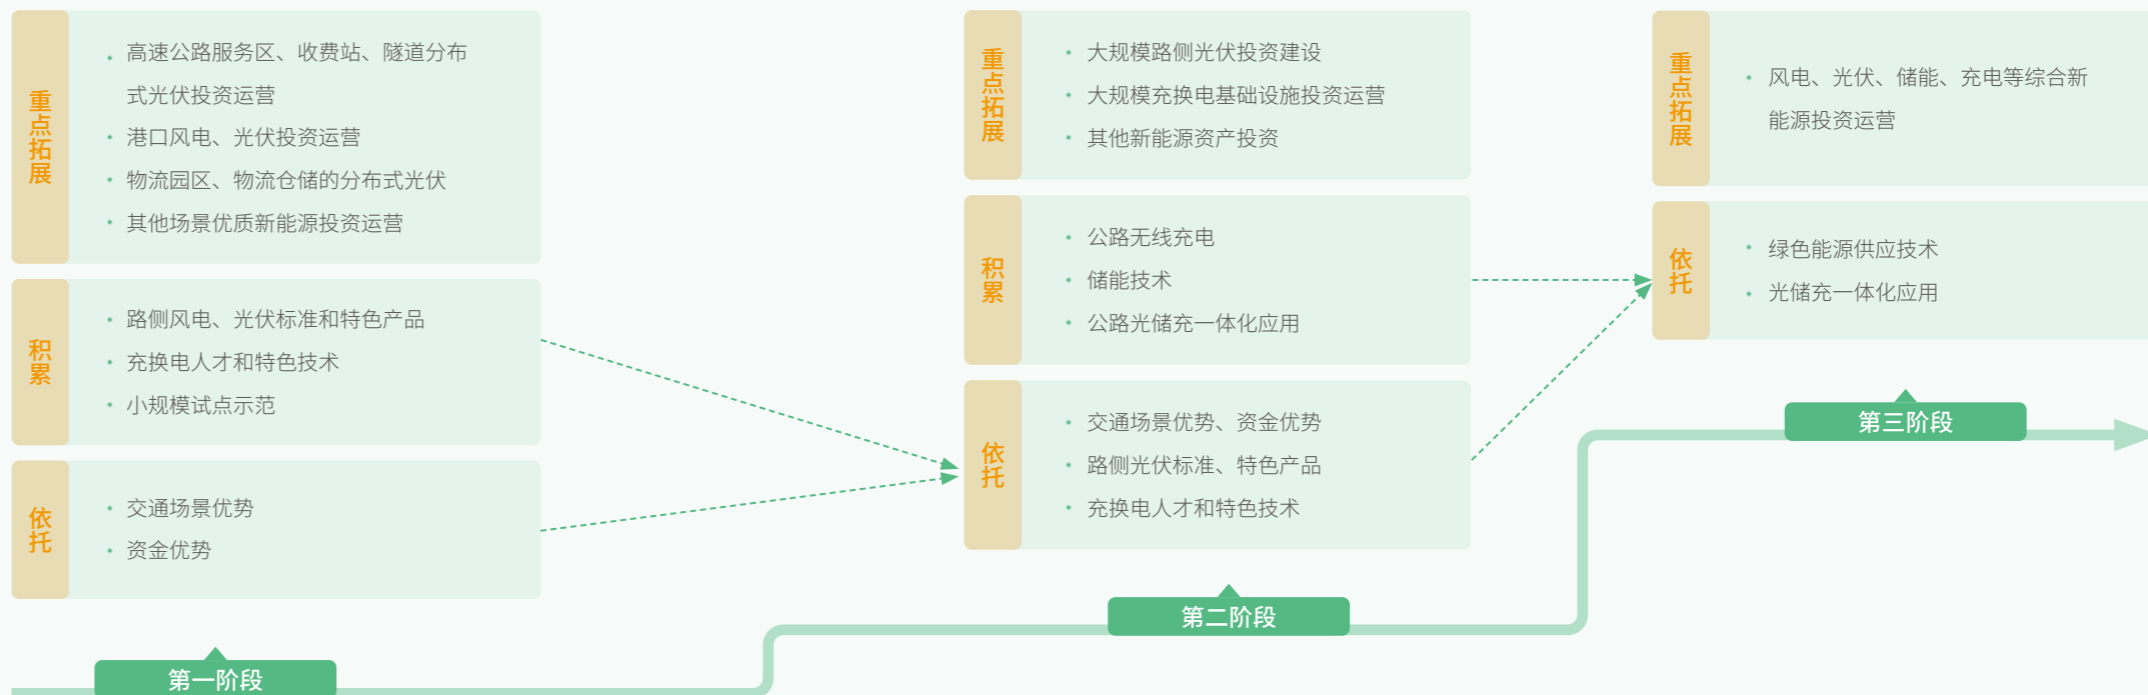 重点拓展
高速公路服务区、收费站、隧道分布
式光伏投资运营
港口风电、光伏投资运营
物流园区、物流仓储的分布式光伏
其他场景优质新能源投资运营
积累
路侧风电、光伏标准和特色产品
充换电人才和特色技术
小规模试点示范
依托
交通场景优势
资金优势
第一阶段
重点拓展
大规模路侧光伏投资建设
大规模充换电基础设施投资运营
其他新能源资产投资
积累
公路无线充电
储能技术
公路光储充一体化应用
依托
交通场景优势、资金优势
路侧光伏标准、特色产品
充换电人才和特色技术
第二阶段
重点拓展
风电、光伏、储能、充电等综合新
能源投资运营
依托
绿色能源供应技术
光储充一体化应用
第三阶段